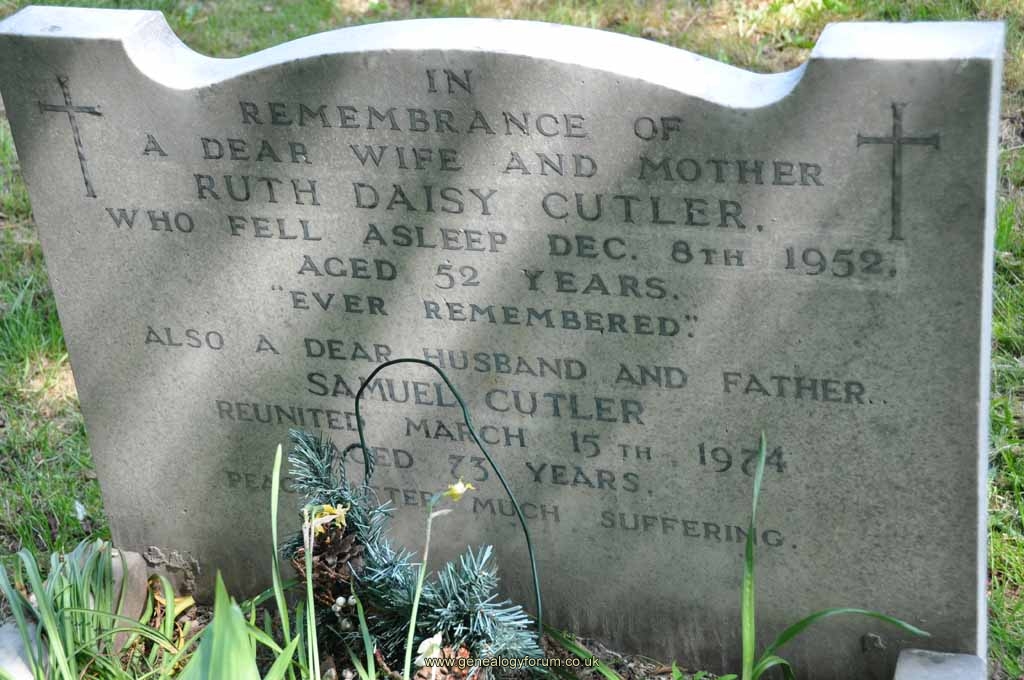 IN
REMEMBRANCE OF
A DEAR WIFE AND MOTHER
RUTH DAISY CUTLER.
WHO FELL ASLEEP DEC. 8TH 1952,
AGED 52 YEARS.
"EVER REMEMBERED".
ALSO A DEAR HUSBAND AND FATHER
SAMUEL CUTLER
REUNITED MARCH 15TH 1974
AGED 73 YEARS.
PEACE AFTER MUCH SUFFERING.
www.genealogyforum.co.uk